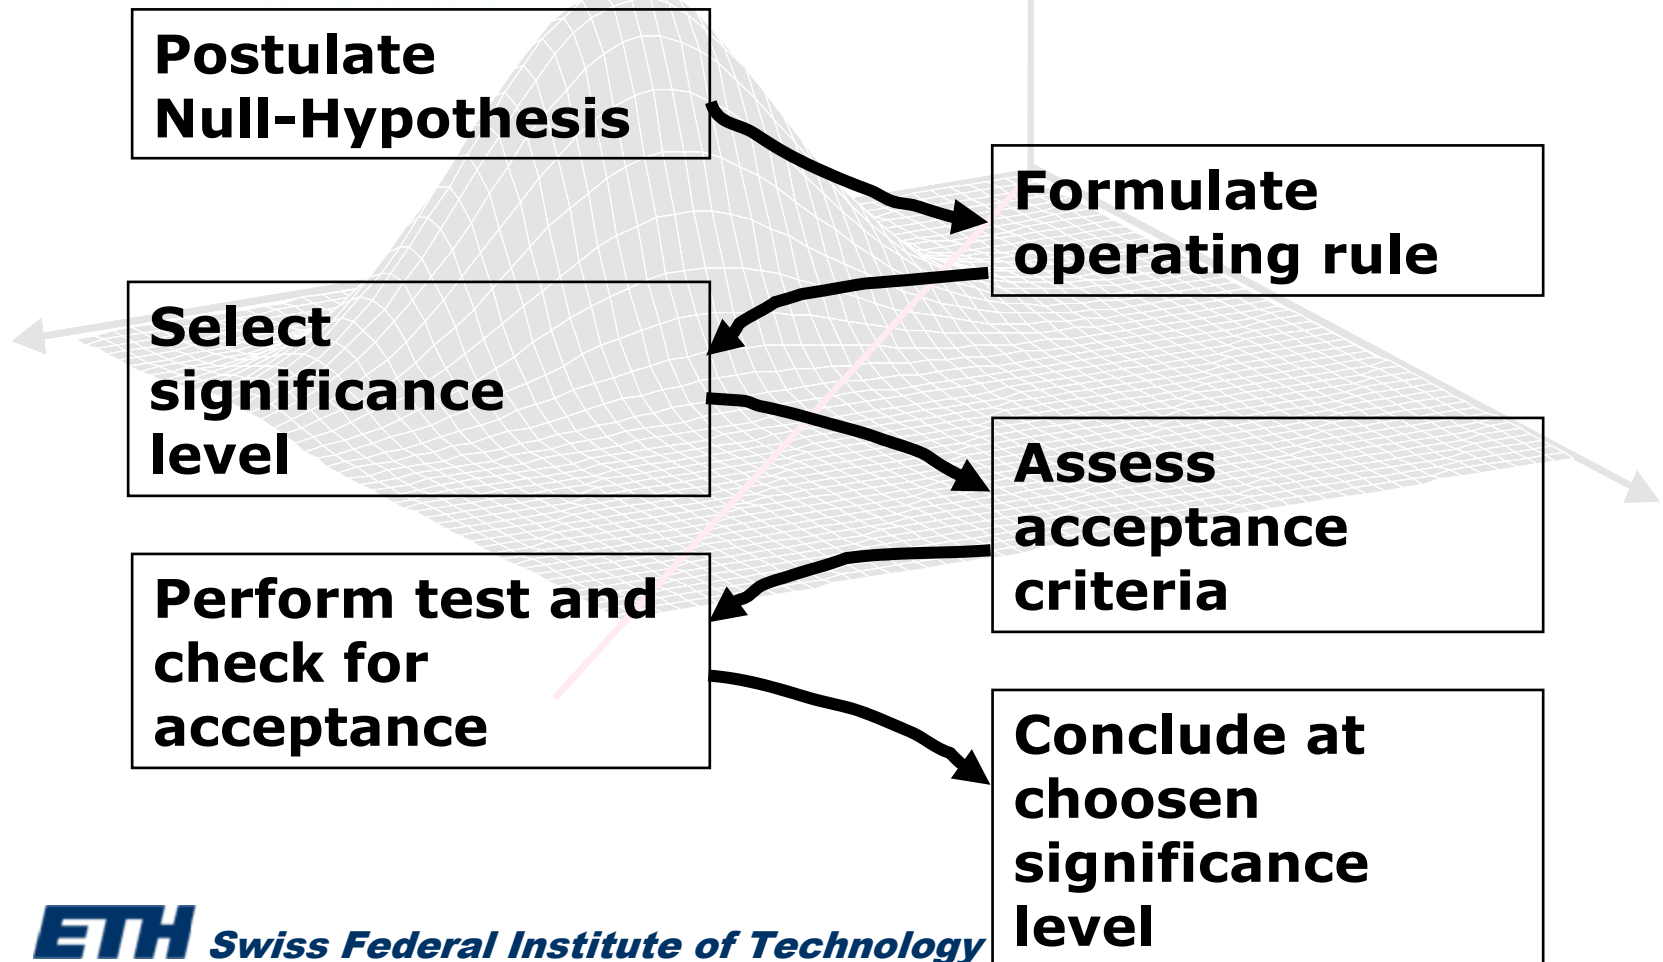 Postulate
Null-Hypothesis
Formulate
operating rule
Select
significance
level
Assess
acceptance
criteria
Perform test and
check for
acceptance
Conclude at
choosen
significance
level
ETH Swiss Federal Institute of Technology